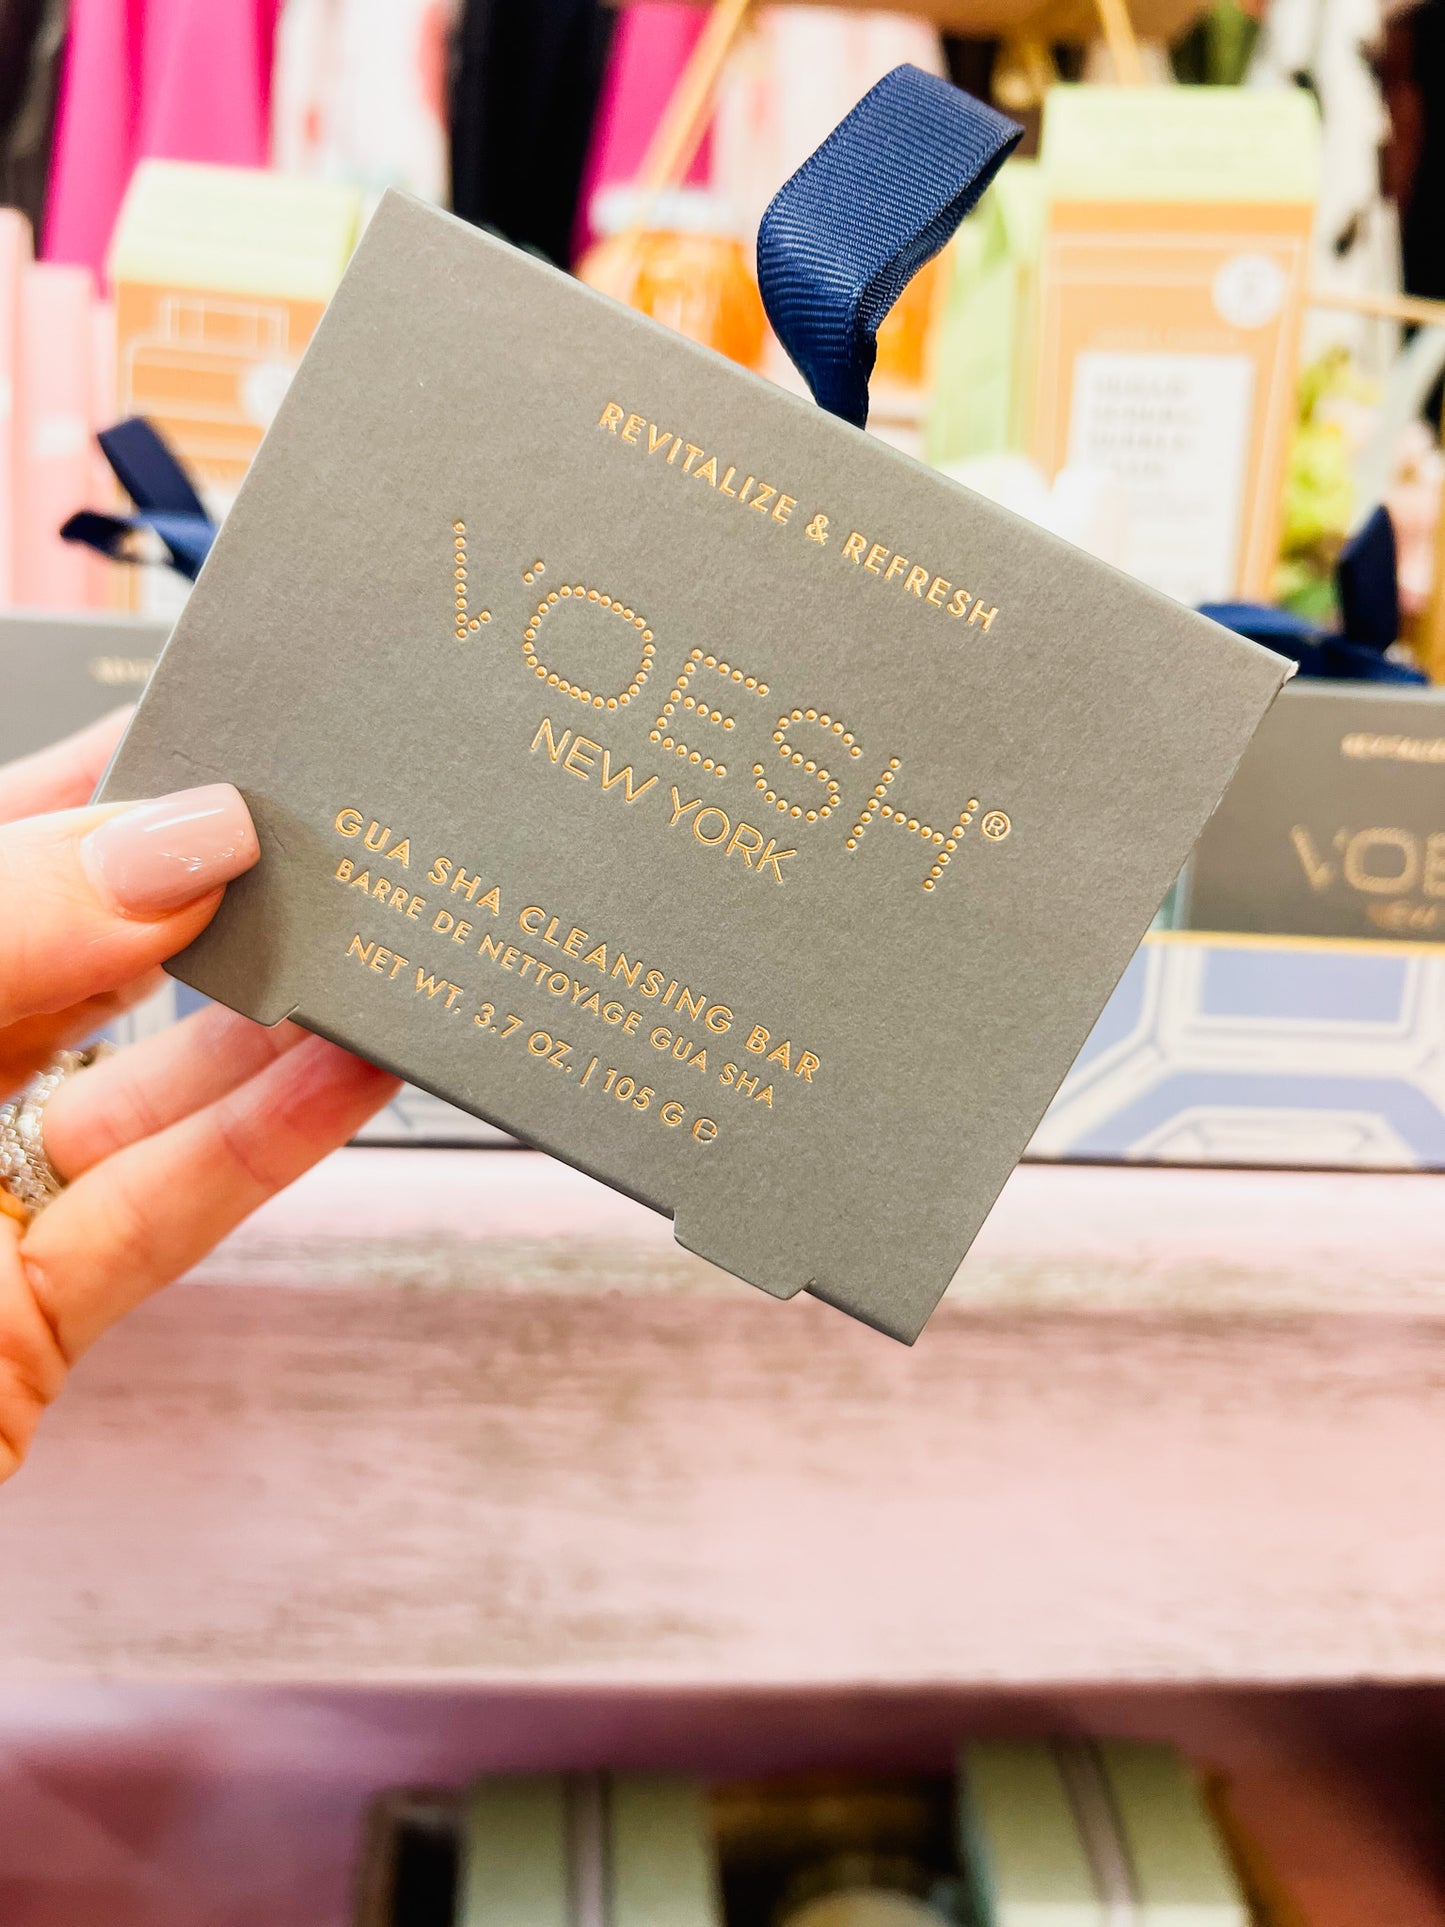 REVITALIZE & REFRESH
VOESH®
NEW YORK
GUA SHA CLEANSING BAR
BARRE DE NETTOYAGE GUA SHA
NET WT. 3.7 OZ. | 105 G ℮